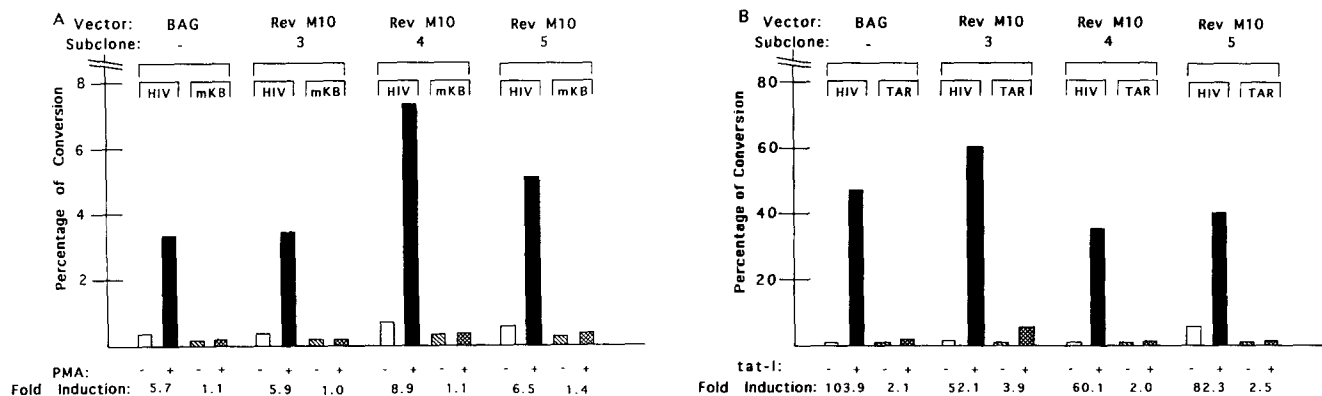 A Vector: BAG Rev M10 Rev M10 Rev M10
Subclone: - 3 4 5
HIV mKB HIV mKB HIV mKB HIV mKB
8
6
4
2
Percentage of Conversion
PMA: - + - + - + - + - + - + - + - +
Fold Induction: 5.7 1.1 5.9 1.0 8.9 1.1 6.5 1.4
B Vector: BAG Rev M10 Rev M10 Rev M10
Subclone: - 3 4 5
HIV TAR HIV TAR HIV TAR HIV TAR
80
60
40
20
Percentage of Conversion
tat-I: - + - + - + - + - + - + - + - +
Fold Induction: 103.9 2.1 52.1 3.9 60.1 2.0 82.3 2.5